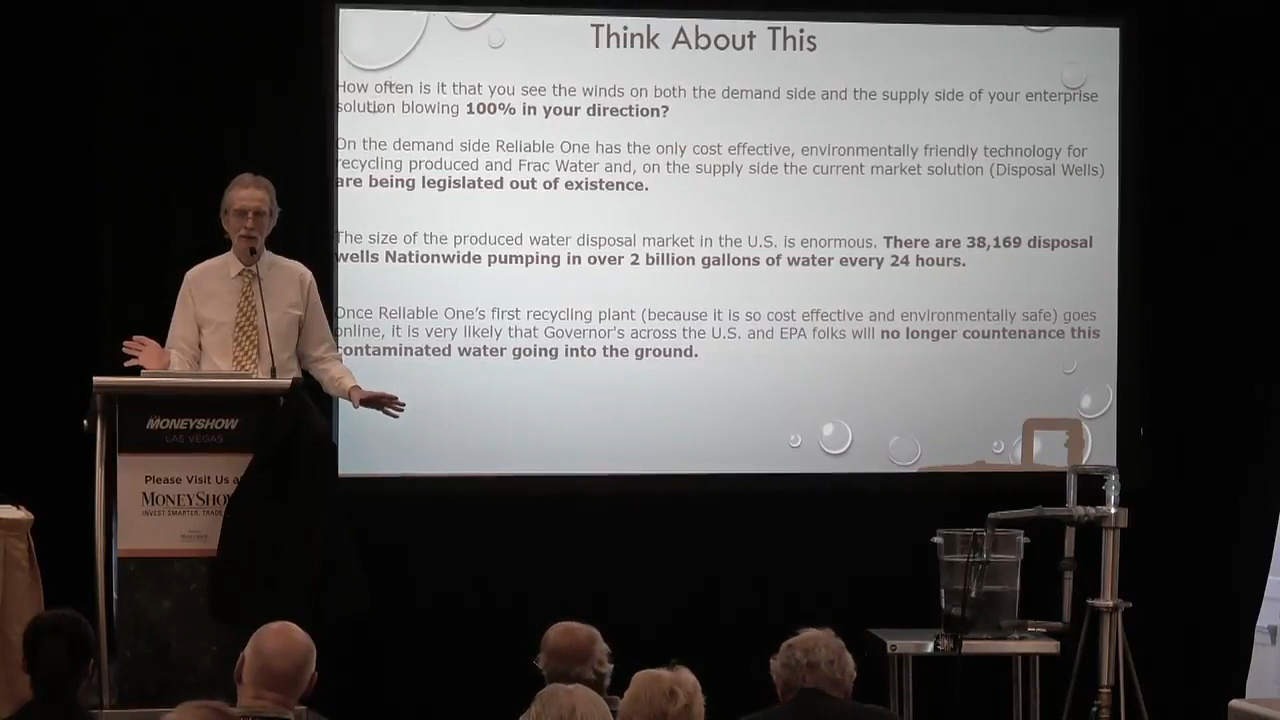 Think About This
How often is it that you see the winds on both the demand side and the supply side of your enterprise
solution blowing 100% in your direction?
On the demand side Reliable One has the only cost effective, environmentally friendly technology for
recycling produced and Frac Water and, on the supply side the current market solution (Disposal Wells)
are being legislated out of existence.
The size of the produced water disposal market in the U.S. is enormous. There are 38,169 disposal
wells Nationwide pumping in over 2 billion gallons of water every 24 hours.
Once Reliable One's first recycling plant (because it is so cost effective and environmentally safe) goes
online, it is very likely that Governor's across the U.S. and EPA folks will no longer countenance this
contaminated water going into the ground.
MONEYSHOW
LAS VEGAS
Please Visit Us a
MONEYSHO
INVEST SMARTER, TRADE